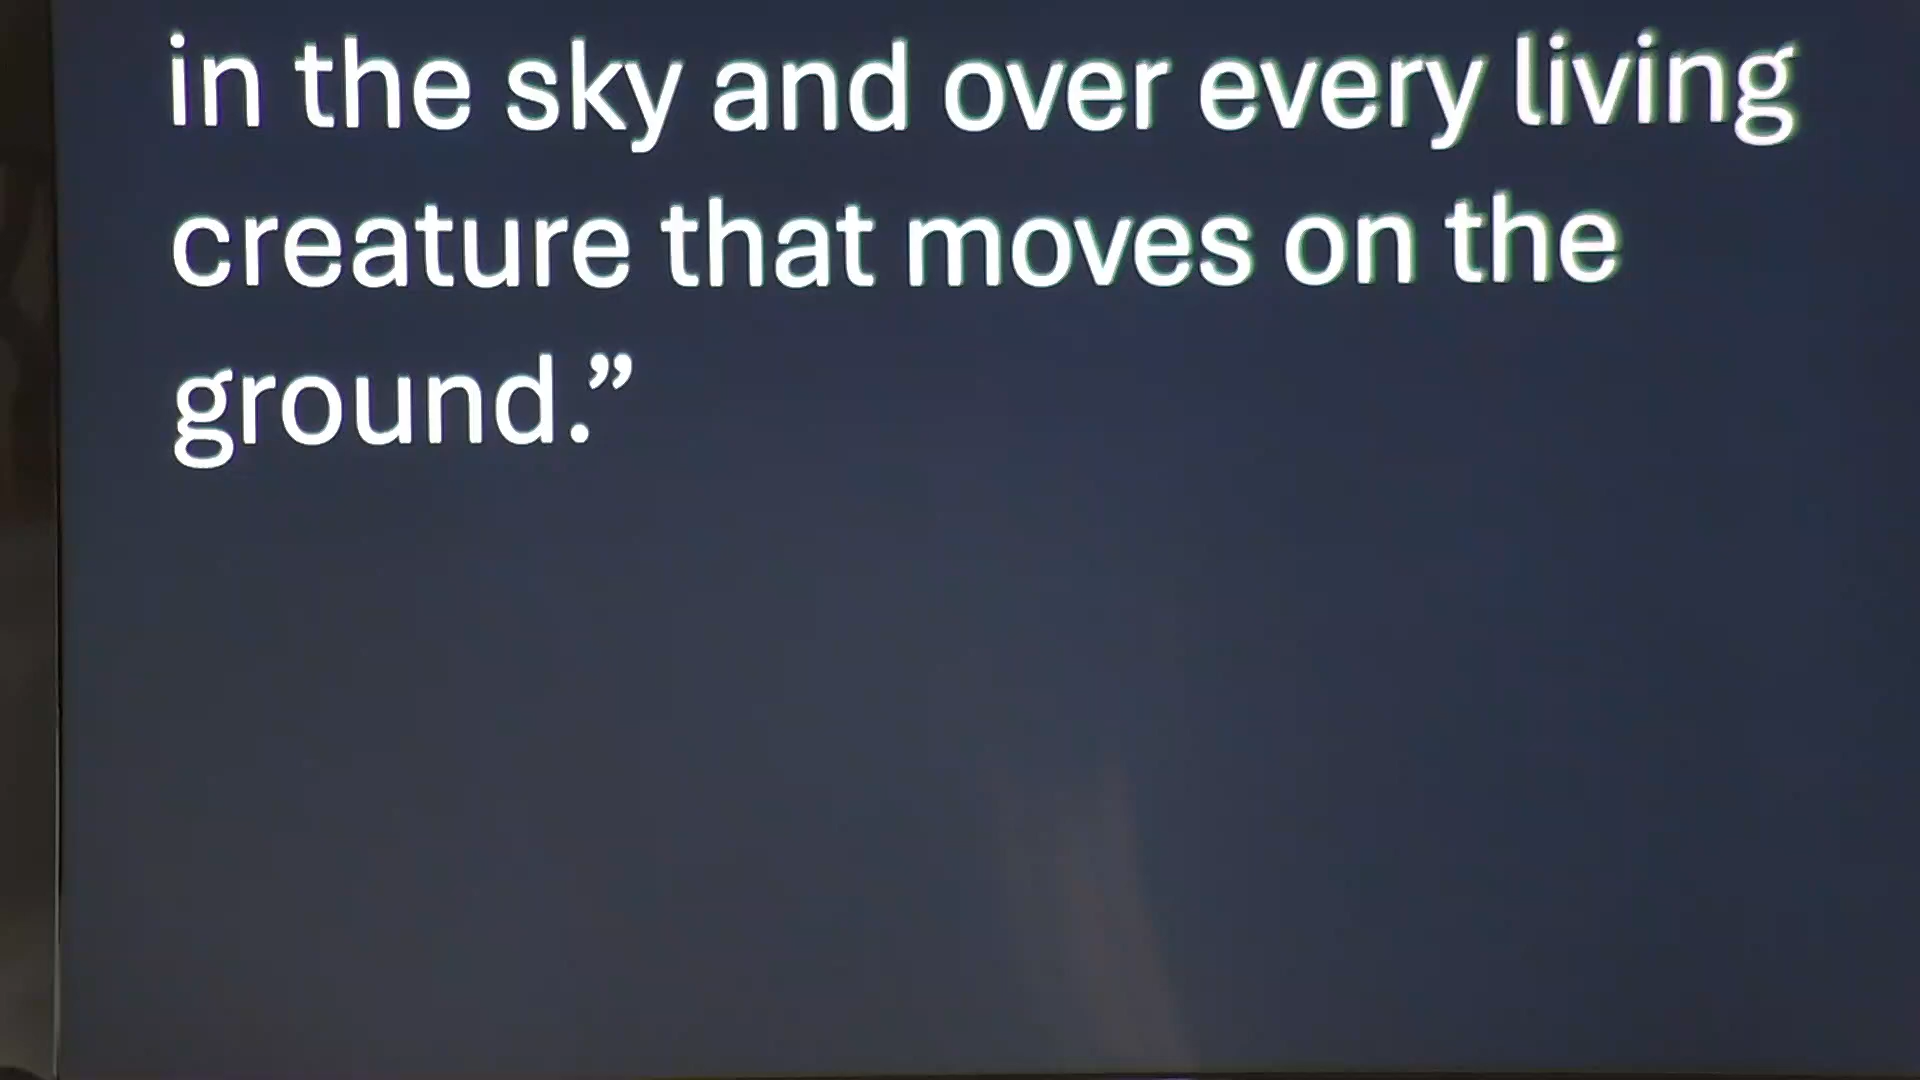 in the sky and over every living
creature that moves on the
ground.”